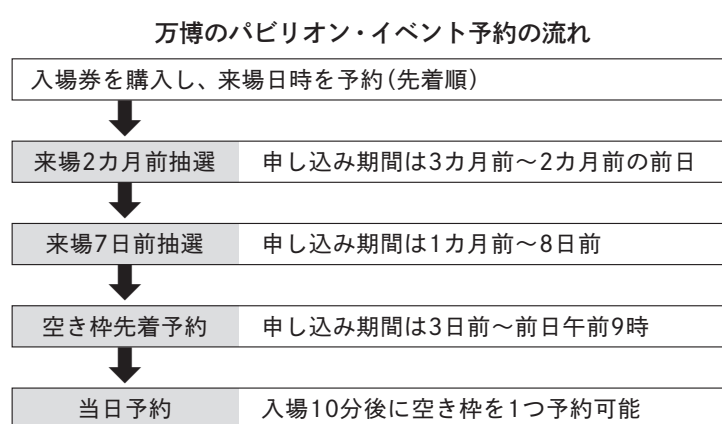 万博のパビリオン・イベント予約の流れ
入場券を購入し、来場日時を予約(先着順)
来場2カ月前抽選 申し込み期間は3カ月前～2カ月前の前日
来場7日前抽選 申し込み期間は1カ月前～8日前
空き枠先着予約 申し込み期間は3日前～前日午前9時
当日予約 入場10分後に空き枠を1つ予約可能